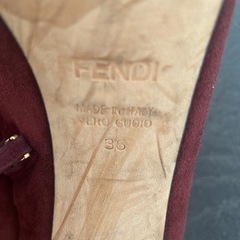 FENDI
MADE IN ITALY
VERO CUOIO
36